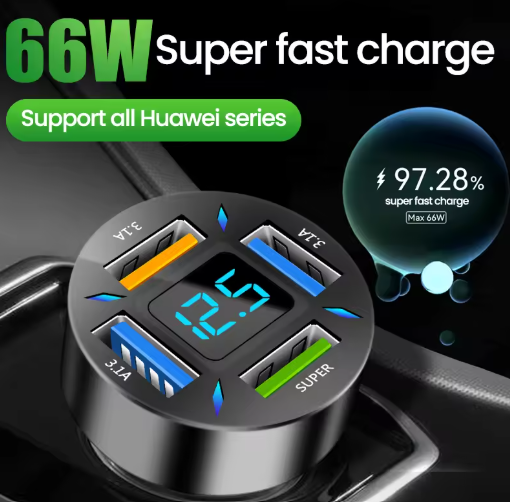 66W Super fast charge
Support all Huawei series
97.28%
super fast charge
Max 66W
3.1A
3.1A
3.1A
SUPER